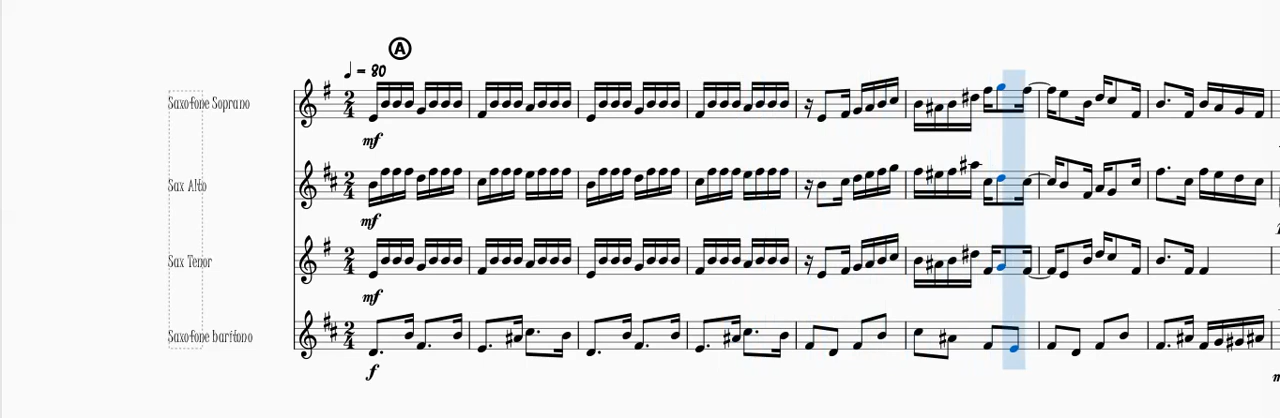 A
♩ = 80
Saxofone Soprano
mf
Sax Alto
mf
Sax Tenor
mf
Saxofone barítono
f